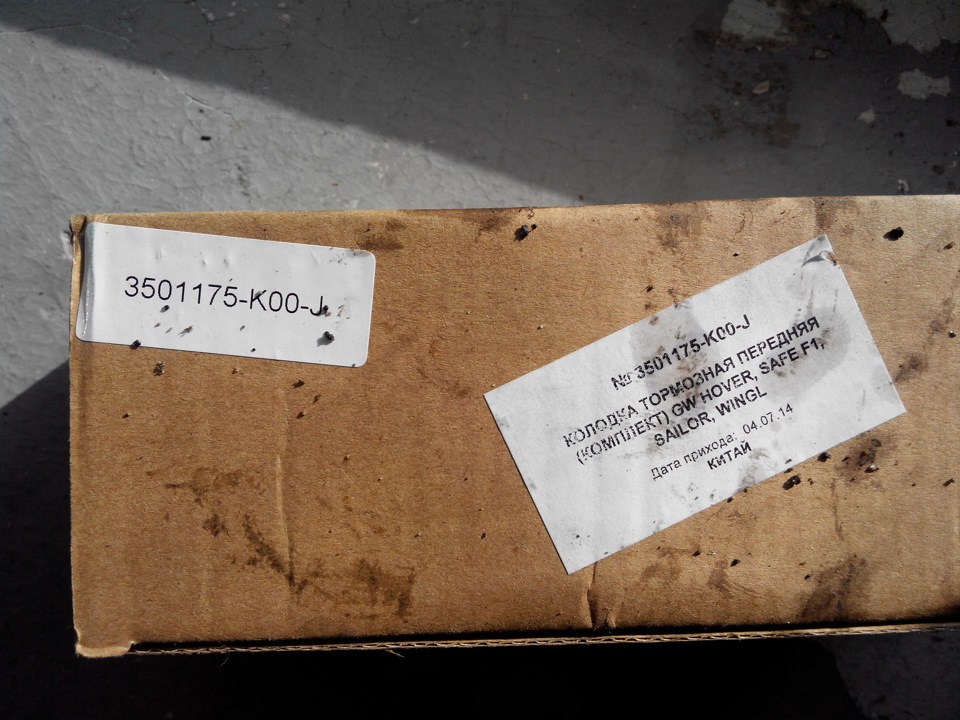 3501175-K00-J
№ 3501175-K00-J
КОЛОДКА ТОРМОЗНАЯ ПЕРЕДНЯЯ
(КОМПЛЕКТ) GW HOVER, SAFE F1,
SAILOR, WINGL
Дата прихода: 04.07.14
КИТАЙ